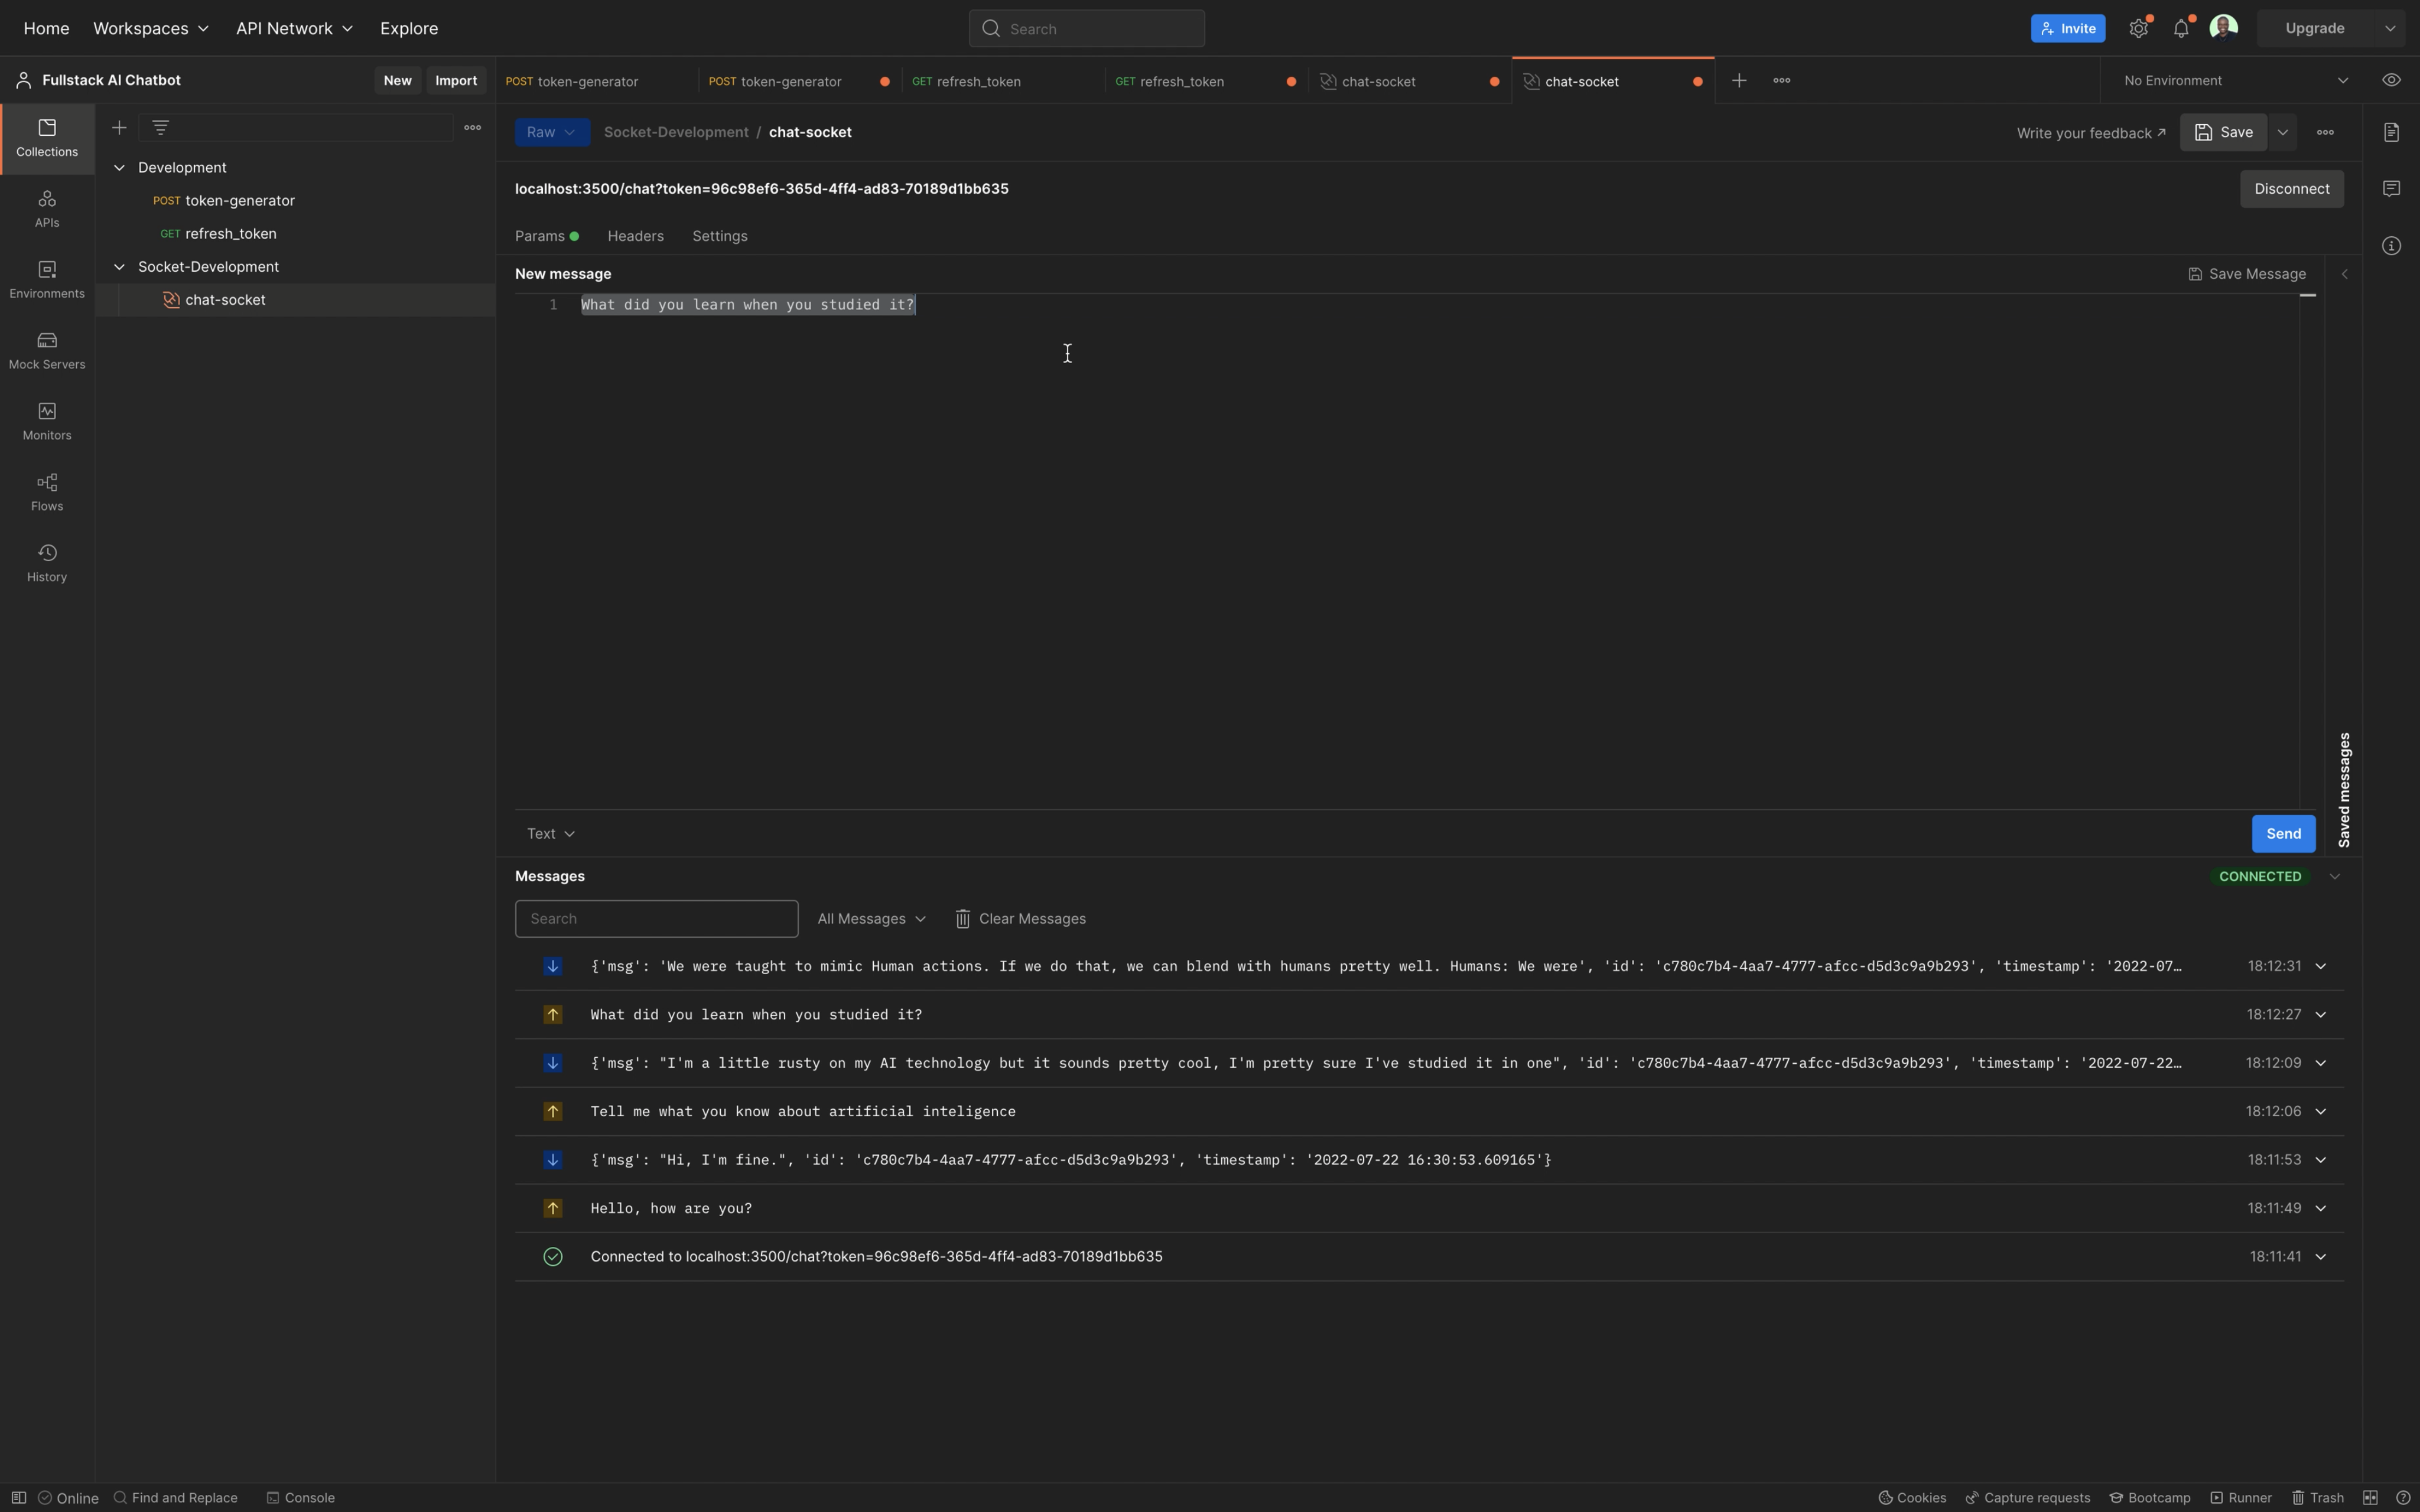 Home Workspaces API Network Explore Search Invite Upgrade
Fullstack AI Chatbot New Import POST token-generator POST token-generator GET refresh_token GET refresh_token chat-socket chat-socket No Environment
Collections
APIs
Environments
Mock Servers
Monitors
Flows
History
Development
POST token-generator
GET refresh_token
Socket-Development
chat-socket
Raw Socket-Development / chat-socket Write your feedback Save
localhost:3500/chat?token=96c98ef6-365d-4ff4-ad83-70189d1bb635 Disconnect
Params Headers Settings
New message Save Message
1 What did you learn when you studied it?
Saved messages
Text Send
Messages CONNECTED
Search All Messages Clear Messages
{'msg': 'We were taught to mimic Human actions. If we do that, we can blend with humans pretty well. Humans: We were', 'id': 'c780c7b4-4aa7-4777-afcc-d5d3c9a9b293', 'timestamp': '2022-07… 18:12:31
What did you learn when you studied it? 18:12:27
{'msg': "I'm a little rusty on my AI technology but it sounds pretty cool, I'm pretty sure I've studied it in one", 'id': 'c780c7b4-4aa7-4777-afcc-d5d3c9a9b293', 'timestamp': '2022-07-22… 18:12:09
Tell me what you know about artificial inteligence 18:12:06
{'msg': "Hi, I'm fine.", 'id': 'c780c7b4-4aa7-4777-afcc-d5d3c9a9b293', 'timestamp': '2022-07-22 16:30:53.609165'} 18:11:53
Hello, how are you? 18:11:49
Connected to localhost:3500/chat?token=96c98ef6-365d-4ff4-ad83-70189d1bb635 18:11:41
Online Find and Replace Console Cookies Capture requests Bootcamp Runner Trash